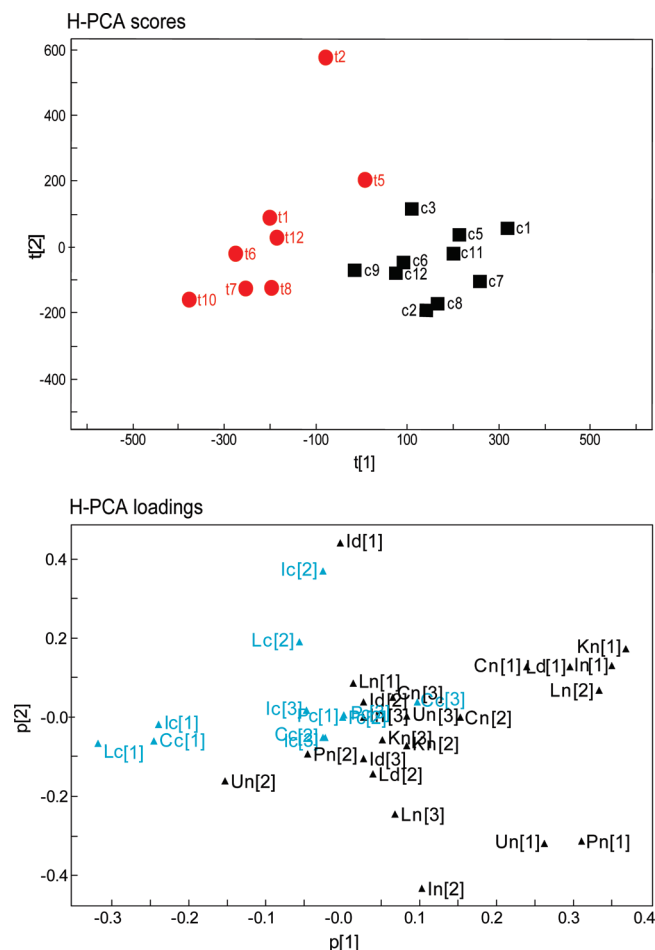 H-PCA scores
600
400
200
0
-200
-400
t[2]
t2
t5
c3
t1
c1
t12
c5
c11
t6
c6
c9
c12
c7
t7
t8
t10
c8
c2
-500
-300
-100
100
300
500
t[1]
H-PCA loadings
0.4
0.2
-0.0
-0.2
-0.4
p[2]
Id[1]
Ic[2]
Lc[2]
Kn[1]
Cn[1]
Ld[1]
In[1]
Ln[2]
Ln[1]
Cn[3]
Id[2]
Cc[3]
Ic[3]
Pc[1]
Un[3]
Cn[2]
Ic[1]
Cc[2]
Kn[3]
Cc[1]
Lc[1]
Kn[2]
Pn[2]
Id[3]
Un[2]
Ld[2]
Ln[3]
Un[1]
Pn[1]
In[2]
-0.3
-0.2
-0.1
-0.0
0.1
0.2
0.3
0.4
p[1]